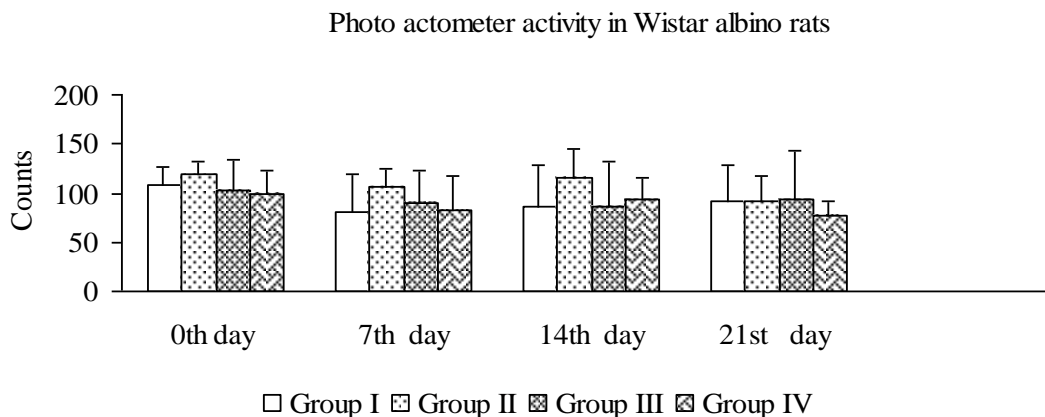 Photo actometer activity in Wistar albino rats
200
150
100
50
0
Counts
0th day 7th day 14th day 21st day
Group I Group II Group III Group IV